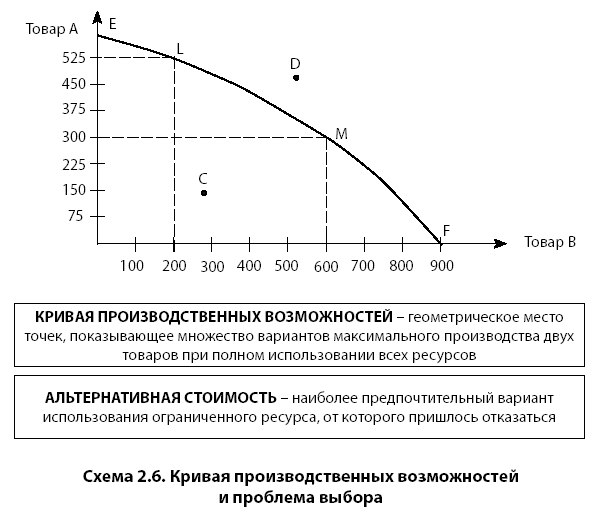 Товар А
E
525
L
450
D
375
300
M
225
C
150
75
F
Товар В
100
200
300
400
500
600
700
800
900
КРИВАЯ ПРОИЗВОДСТВЕННЫХ ВОЗМОЖНОСТЕЙ – геометрическое место
точек, показывающее множество вариантов максимального производства двух
товаров при полном использовании всех ресурсов
АЛЬТЕРНАТИВНАЯ СТОИМОСТЬ – наиболее предпочтительный вариант
использования ограниченного ресурса, от которого пришлось отказаться
Схема 2.6. Кривая производственных возможностей
и проблема выбора